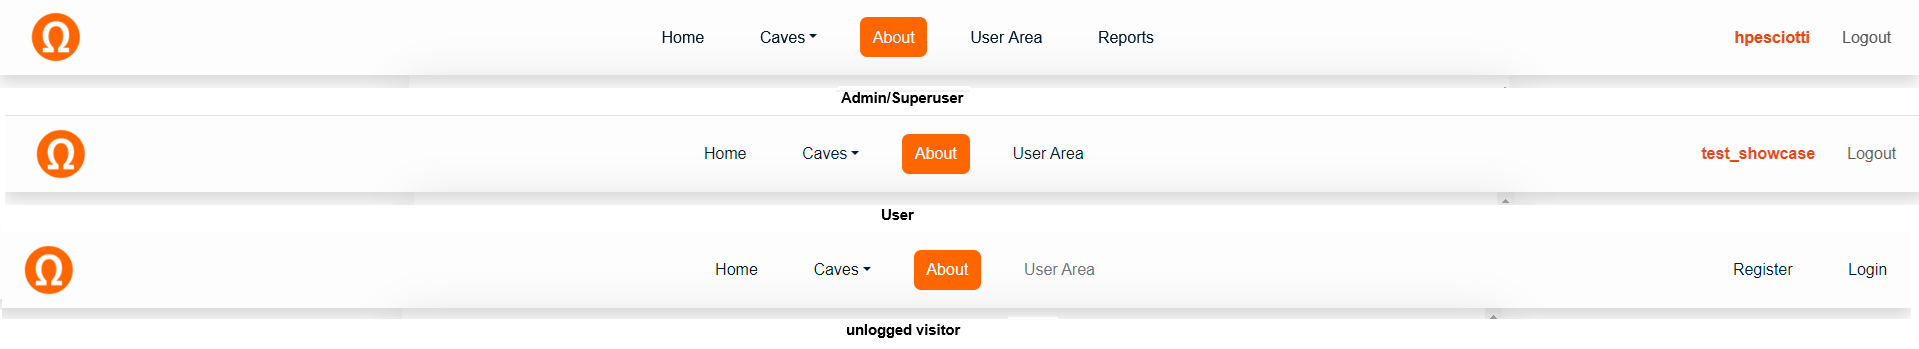 Ω Home Caves About User Area Reports hpesciotti Logout
Admin/Superuser
Ω Home Caves About User Area test_showcase Logout
User
Ω Home Caves About User Area Register Login
unlogged visitor